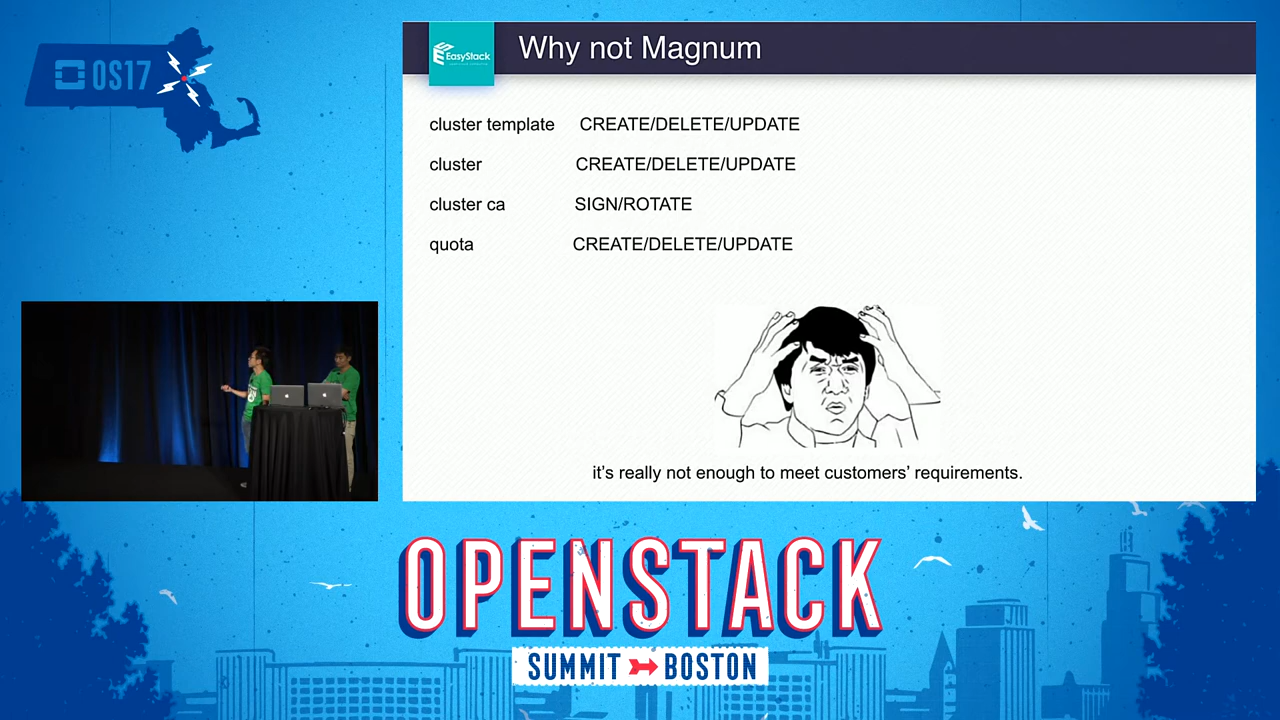 OS17
EasyStack
Why not Magnum
cluster template CREATE/DELETE/UPDATE
cluster CREATE/DELETE/UPDATE
cluster ca SIGN/ROTATE
quota CREATE/DELETE/UPDATE
it's really not enough to meet customers' requirements.
OPENSTACK
SUMMIT BOSTON